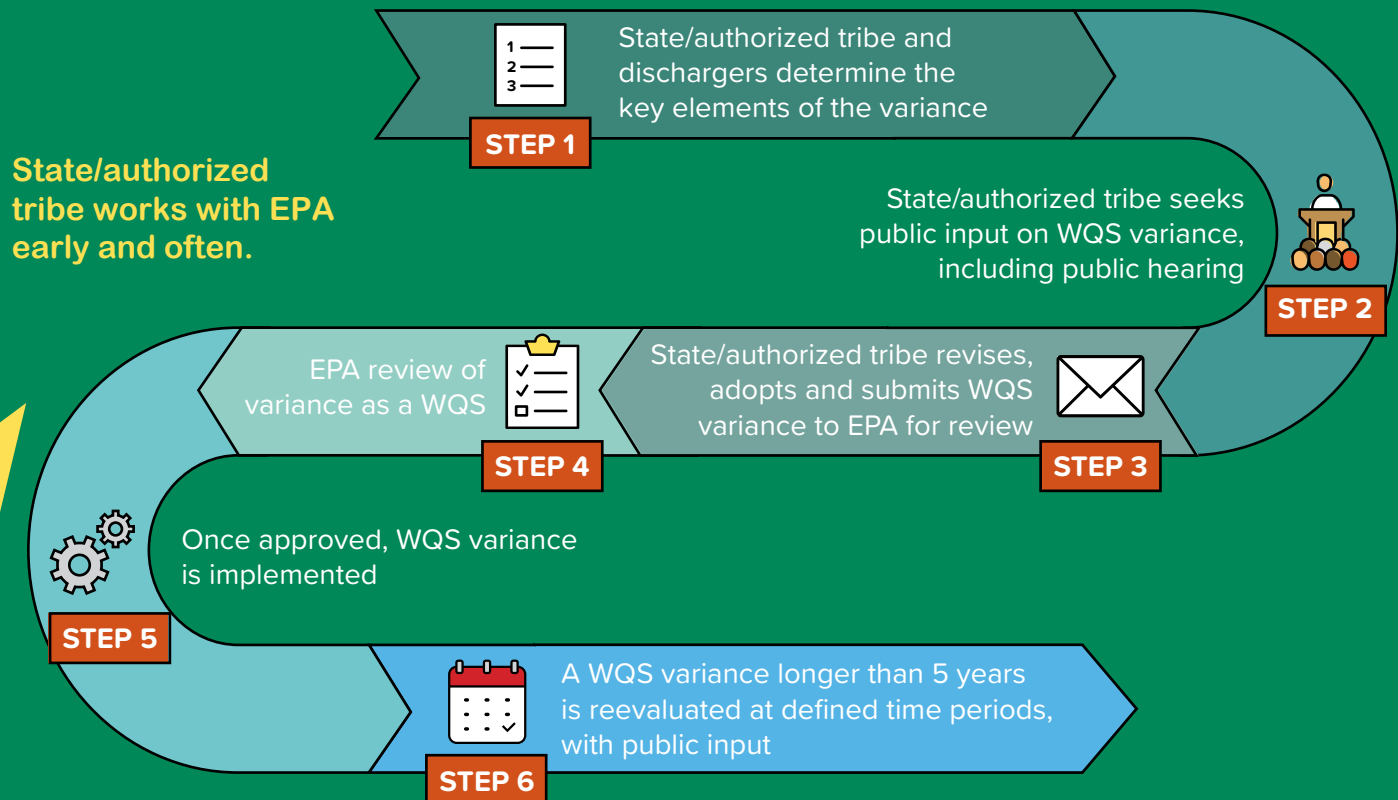 1
2
3
State/authorized tribe and
dischargers determine the
key elements of the variance
STEP 1
State/authorized
tribe works with EPA
early and often.
State/authorized tribe seeks
public input on WQS variance,
including public hearing
STEP 2
State/authorized tribe revises,
adopts and submits WQS
variance to EPA for review
STEP 3
EPA review of
variance as a WQS
STEP 4
Once approved, WQS variance
is implemented
STEP 5
A WQS variance longer than 5 years
is reevaluated at defined time periods,
with public input
STEP 6